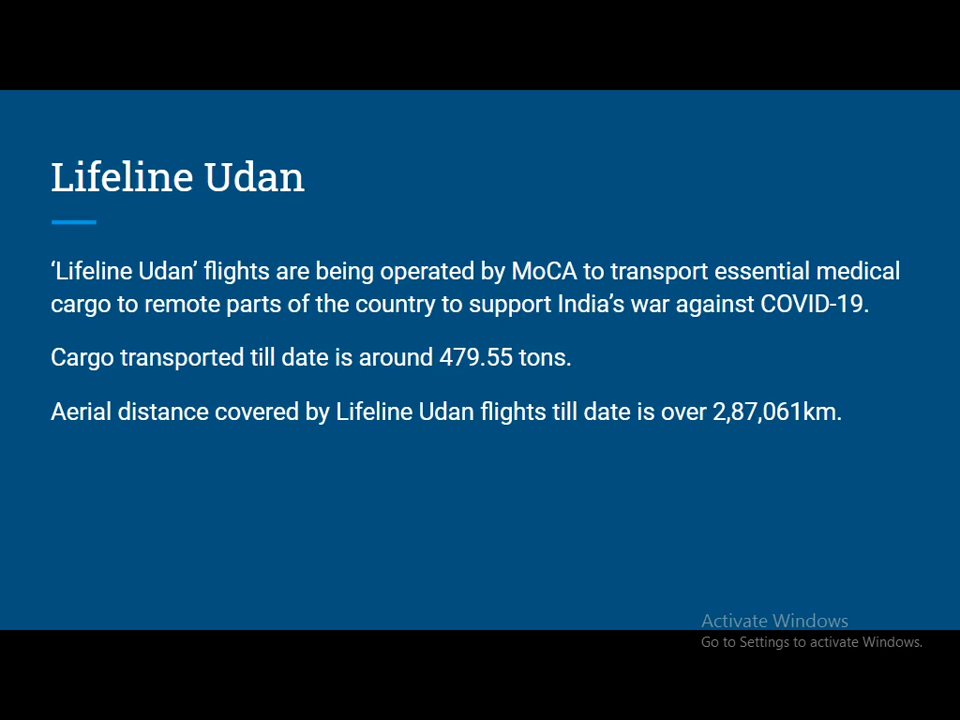 Lifeline Udan
‘Lifeline Udan’ flights are being operated by MoCA to transport essential medical
cargo to remote parts of the country to support India’s war against COVID-19.
Cargo transported till date is around 479.55 tons.
Aerial distance covered by Lifeline Udan flights till date is over 2,87,061km.
Activate Windows
Go to Settings to activate Windows.